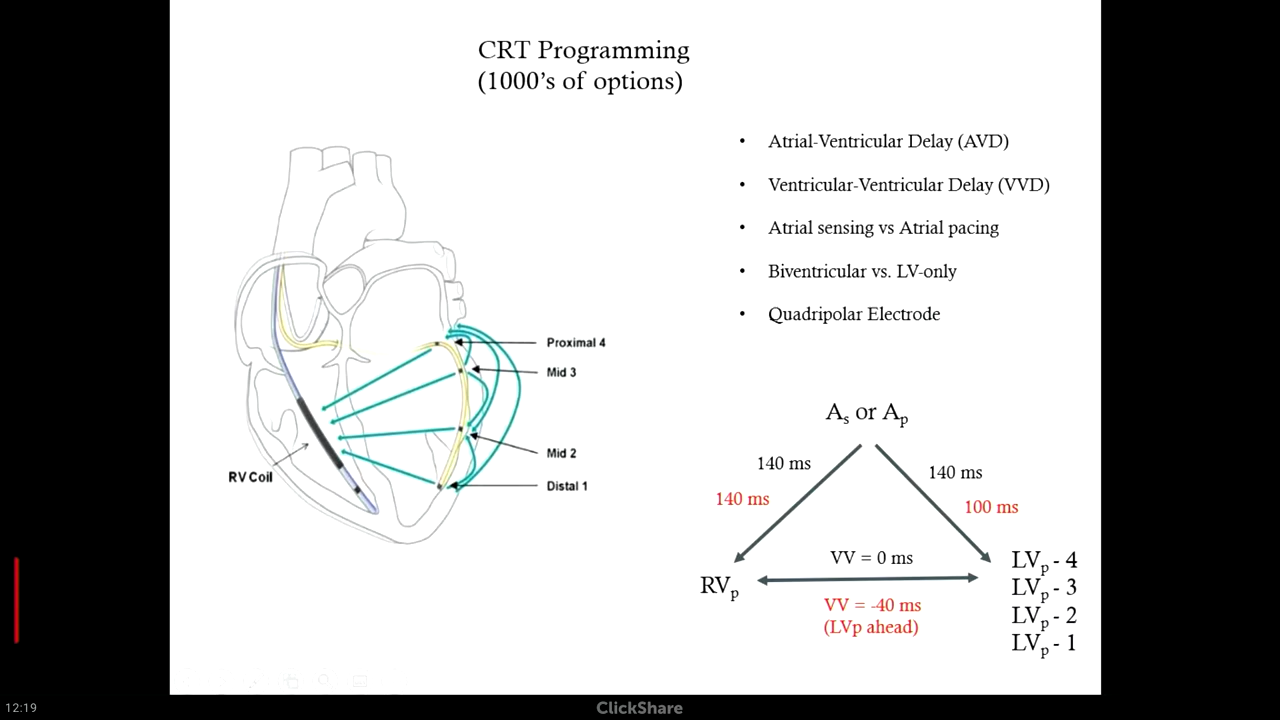 CRT Programming
(1000’s of options)
• Atrial-Ventricular Delay (AVD)
• Ventricular-Ventricular Delay (VVD)
• Atrial sensing vs Atrial pacing
• Biventricular vs. LV-only
• Quadripolar Electrode
Proximal 4
Mid 3
Mid 2
Distal 1
RV Coil
As or Ap
140 ms
140 ms
140 ms
100 ms
VV = 0 ms
VV = -40 ms
(LVp ahead)
RVp
LVp - 4
LVp - 3
LVp - 2
LVp - 1
12:19
ClickShare